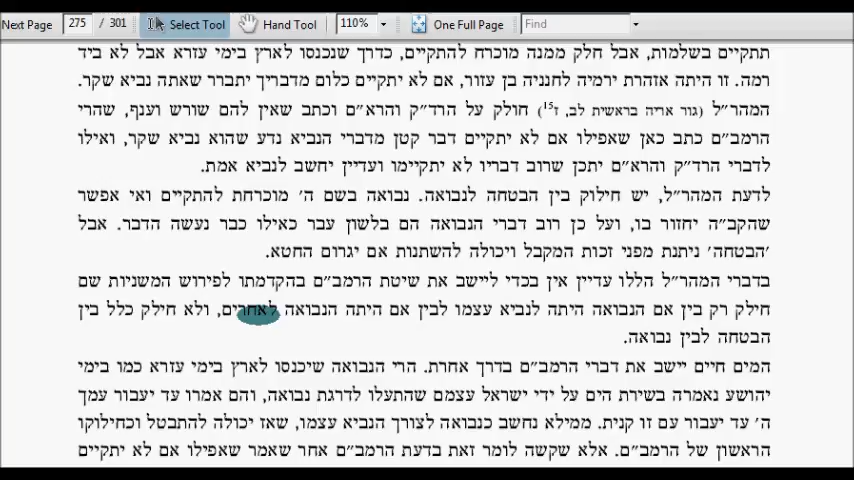 Next Page 275 / 301 Select Tool Hand Tool 110% One Full Page Find
תתקיים בשלמות, אבל חלק ממנה מוכרח להתקיים, כדרך שנכנסו לארץ בימי עזרא אבל לא ביד
רמה. זו היתה אזהרת ירמיה לחנניה בן עזור, אם לא יתקיים כלום מדבריך יתברר שאתה נביא שקר.
המהר״ל (גור אריה בראשית לב, ז15) חולק על הרד״ק והרא״ם וכתב שאין להם שורש וענף, שהרי
הרמב״ם כתב כאן שאפילו אם לא יתקיים דבר קטן מדברי הנביא נדע שהוא נביא שקר, ואילו
לדברי הרד״ק והרא״ם יתכן שרוב דבריו לא יתקיימו ועדיין יחשב לנביא אמת.
לדעת המהר״ל, יש חילוק בין הבטחה לנבואה. נבואה בשם ה׳ מוכרחת להתקיים ואי אפשר
שהקב״ה יחזור בו, ועל כן רוב דברי הנבואה הם בלשון עבר כאילו כבר נעשה הדבר. אבל
׳הבטחה׳ ניתנת מפני זכות המקבל ויכולה להשתנות אם יגרום החטא.
בדברי המהר״ל הללו עדיין אין בכדי ליישב את שיטת הרמב״ם בהקדמתו לפירוש המשניות שם
חילק רק בין אם הנבואה היתה לנביא עצמו לבין אם היתה הנבואה לאחרים, ולא חילק כלל בין
הבטחה לבין נבואה.
המים חיים יישב את דברי הרמב״ם בדרך אחרת. הרי הנבואה שיכנסו לארץ בימי עזרא כמו בימי
יהושע נאמרה בשירת הים על ידי ישראל עצמם שהתעלו לדרגת נבואה, והם אמרו עד יעבור עמך
ה׳ עד יעבור עם זו קנית. ממילא נחשב כנבואה לצורך הנביא עצמו, שאז יכולה להתבטל וכחילוקו
הראשון של הרמב״ם. אלא שקשה לומר זאת בדעת הרמב״ם אחר שאמר שאפילו אם לא יתקיים